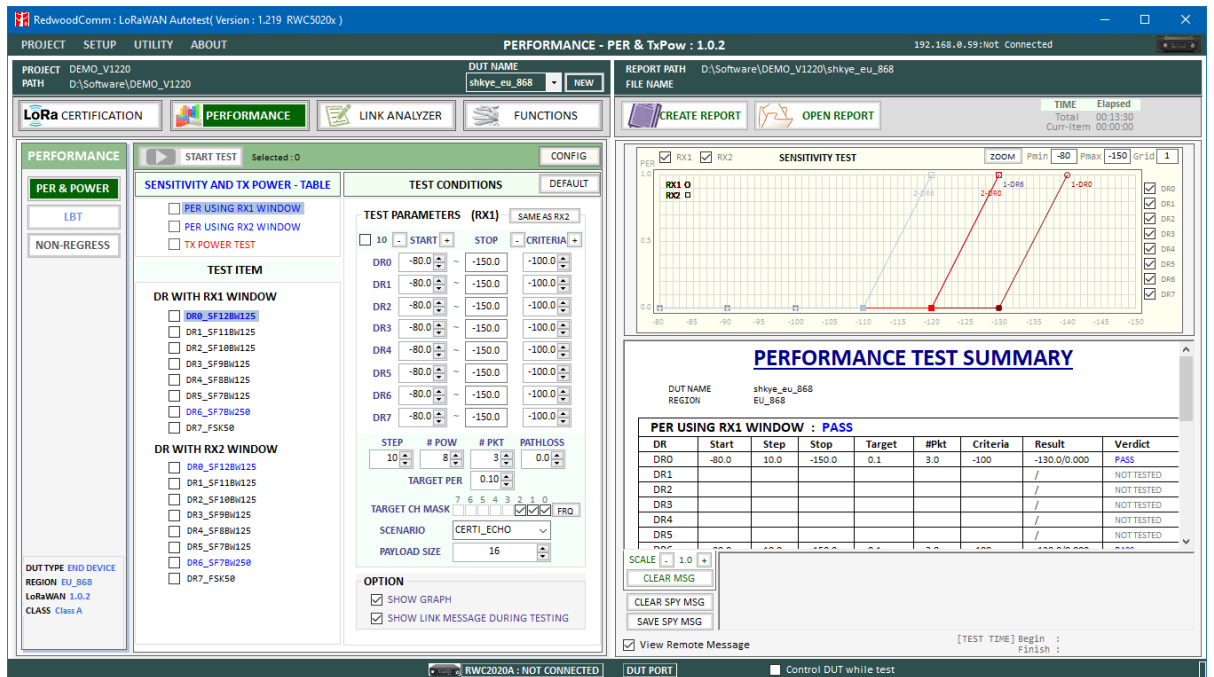 RedwoodComm : LoRaWAN Autotest( Version : 1.219 RWC5020x )
PROJECT SETUP UTILITY ABOUT
PERFORMANCE - PER & TxPow : 1.0.2
192.168.0.59:Not Connected
PROJECT DEMO_V1220
PATH D:\Software\DEMO_V1220
DUT NAME
shkye_eu_868 NEW
REPORT PATH D:\Software\DEMO_V1220\shkye_eu_868
FILE NAME
LoRa CERTIFICATION PERFORMANCE LINK ANALYZER FUNCTIONS
CREATE REPORT OPEN REPORT
TIME Elapsed
Total 00:13:30
Curr-Item 00:00:00
PERFORMANCE
PER & POWER
LBT
NON-REGRESS
DUT TYPE END DEVICE
REGION EU_868
LoRaWAN 1.0.2
CLASS Class A
START TEST Selected : 0 CONFIG
SENSITIVITY AND TX POWER - TABLE
PER USING RX1 WINDOW
PER USING RX2 WINDOW
TX POWER TEST
TEST ITEM
DR WITH RX1 WINDOW
DR0_SF12BW125
DR1_SF11BW125
DR2_SF10BW125
DR3_SF9BW125
DR4_SF8BW125
DR5_SF7BW125
DR6_SF7BW250
DR7_FSK50
DR WITH RX2 WINDOW
DR0_SF12BW125
DR1_SF11BW125
DR2_SF10BW125
DR3_SF9BW125
DR4_SF8BW125
DR5_SF7BW125
DR6_SF7BW250
DR7_FSK50
TEST CONDITIONS DEFAULT
TEST PARAMETERS (RX1) SAME AS RX2
10 - START + STOP - CRITERIA +
DR0 -80.0 ~ -150.0 -100.0
DR1 -80.0 ~ -150.0 -100.0
DR2 -80.0 ~ -150.0 -100.0
DR3 -80.0 ~ -150.0 -100.0
DR4 -80.0 ~ -150.0 -100.0
DR5 -80.0 ~ -150.0 -100.0
DR6 -80.0 ~ -150.0 -100.0
DR7 -80.0 ~ -150.0 -100.0
STEP # POW # PKT PATHLOSS
10 8 3 0.0
TARGET PER 0.10
7 6 5 4 3 2 1 0
TARGET CH MASK FRQ
SCENARIO CERTI_ECHO
PAYLOAD SIZE 16
OPTION
SHOW GRAPH
SHOW LINK MESSAGE DURING TESTING
PER RX1 RX2 SENSITIVITY TEST ZOOM Pmin -80 Pmax -150 Grid 1
1.0
RX1 O
RX2 □
2-DR6 2-DR0 1-DR6 1-DR0
0.5
0.0
-80 -85 -90 -95 -100 -105 -110 -115 -120 -125 -130 -135 -140 -145 -150
DR0
DR1
DR2
DR3
DR4
DR5
DR6
DR7
PERFORMANCE TEST SUMMARY
DUT NAME shkye_eu_868
REGION EU_868
PER USING RX1 WINDOW : PASS
DR Start Step Stop Target #Pkt Criteria Result Verdict
DR0 -80.0 10.0 -150.0 0.1 3.0 -100 -130.0/0.000 PASS
DR1 / NOT TESTED
DR2 / NOT TESTED
DR3 / NOT TESTED
DR4 / NOT TESTED
DR5 / NOT TESTED
DR6 -80.0 10.0 -150.0 0.1 3.0 -100 -130.0/0.000 PASS
SCALE - 1.0 +
CLEAR MSG
CLEAR SPY MSG
SAVE SPY MSG
View Remote Message
[TEST TIME] Begin :
Finish :
RWC2020A : NOT CONNECTED
DUT PORT Control DUT while test